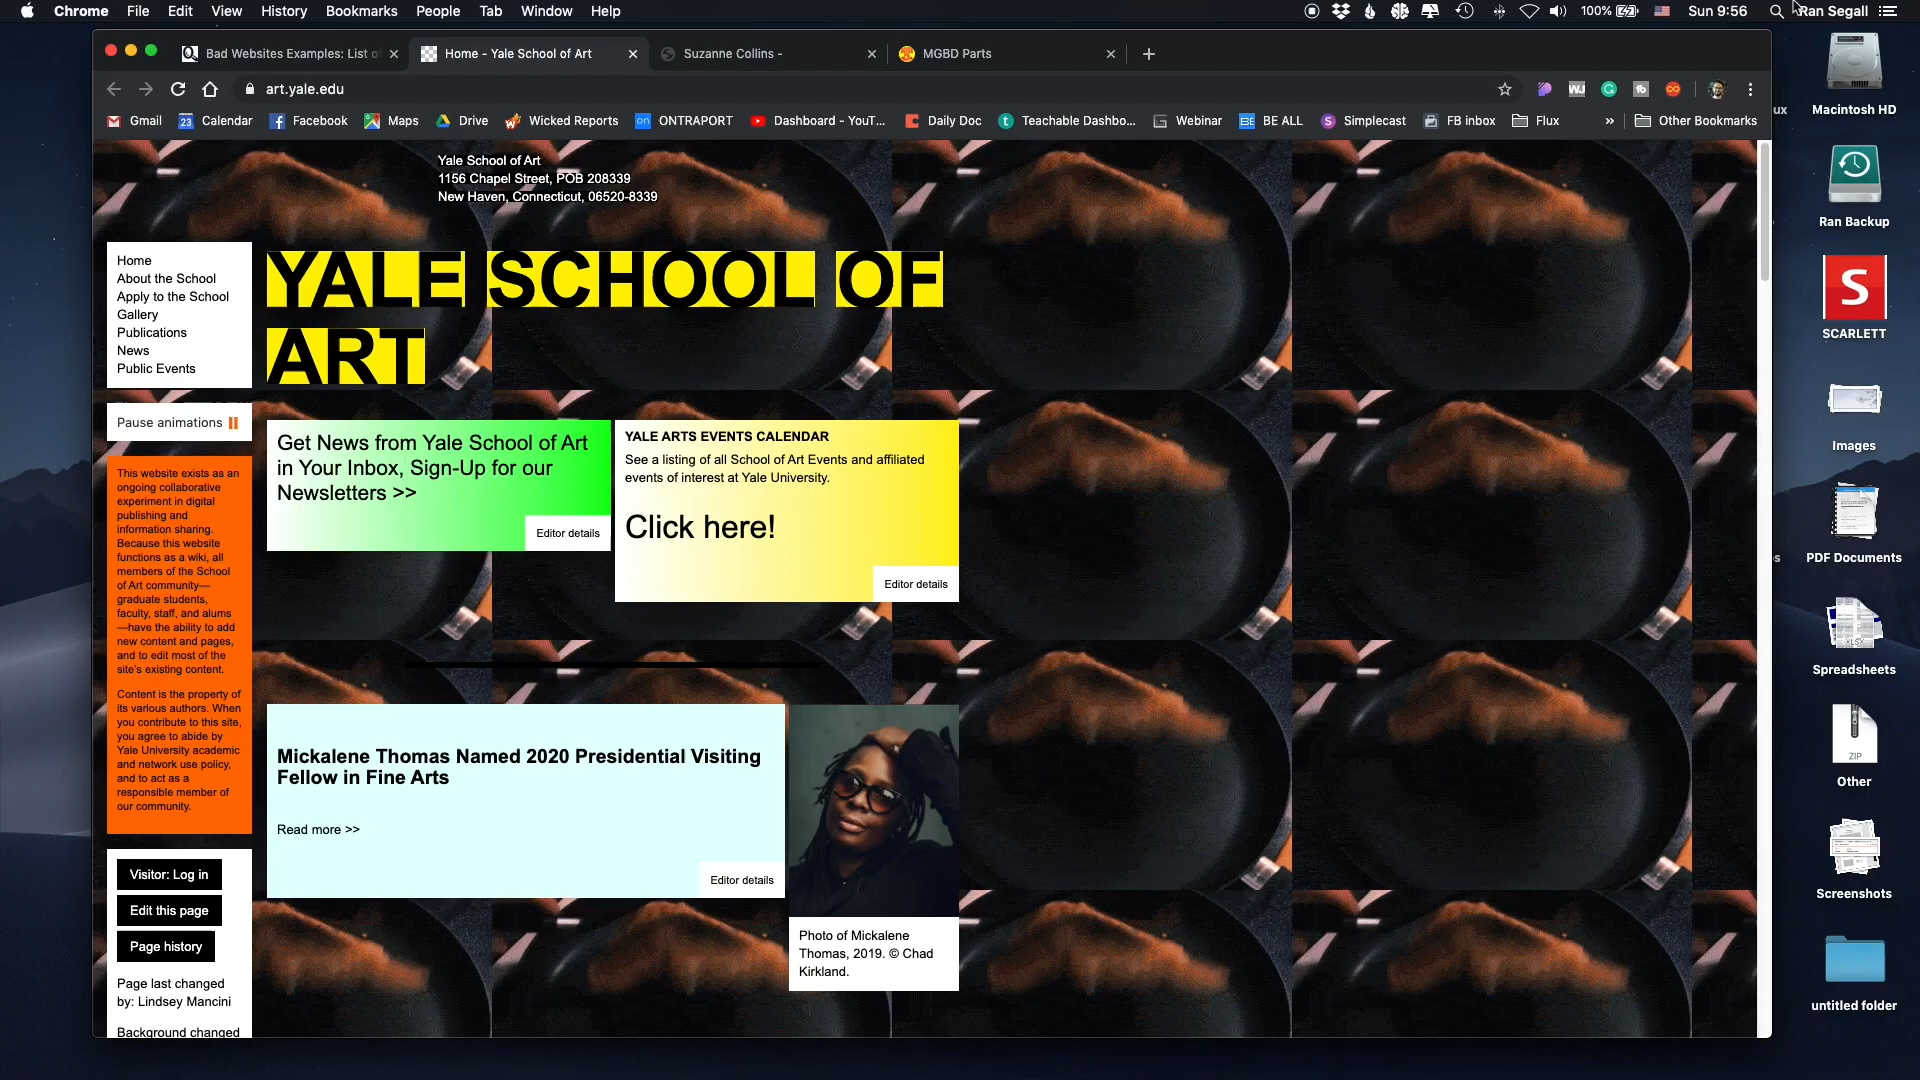 Chrome File Edit View History Bookmarks People Tab Window Help
100% Sun 9:56 Ran Segall
Bad Websites Examples: List o
Home - Yale School of Art
Suzanne Collins -
MGBD Parts
art.yale.edu
Gmail
Calendar
Facebook
Maps
Drive
Wicked Reports
ONTRAPORT
Dashboard - YouT...
Daily Doc
Teachable Dashbo...
Webinar
BE ALL
Simplecast
FB inbox
Flux
»
Other Bookmarks
Yale School of Art
1156 Chapel Street, POB 208339
New Haven, Connecticut, 06520-8339
Home
About the School
Apply to the School
Gallery
Publications
News
Public Events
YALE SCHOOL OF
ART
Pause animations
This website exists as an
ongoing collaborative
experiment in digital
publishing and
information sharing.
Because this website
functions as a wiki, all
members of the School
of Art community—
graduate students,
faculty, staff, and alums
—have the ability to add
new content and pages,
and to edit most of the
site's existing content.
Content is the property of
its various authors. When
you contribute to this site,
you agree to abide by
Yale University academic
and network use policy,
and to act as a
responsible member of
our community.
Visitor: Log in
Edit this page
Page history
Page last changed
by: Lindsey Mancini
Background changed
Get News from Yale School of Art
in Your Inbox, Sign-Up for our
Newsletters >>
Editor details
YALE ARTS EVENTS CALENDAR
See a listing of all School of Art Events and affiliated
events of interest at Yale University.
Click here!
Editor details
Mickalene Thomas Named 2020 Presidential Visiting
Fellow in Fine Arts
Read more >>
Editor details
Photo of Mickalene
Thomas, 2019. © Chad
Kirkland.
Macintosh HD
Ran Backup
S
SCARLETT
Images
PDF Documents
XLSX
Spreadsheets
ZIP
Other
Screenshots
untitled folder